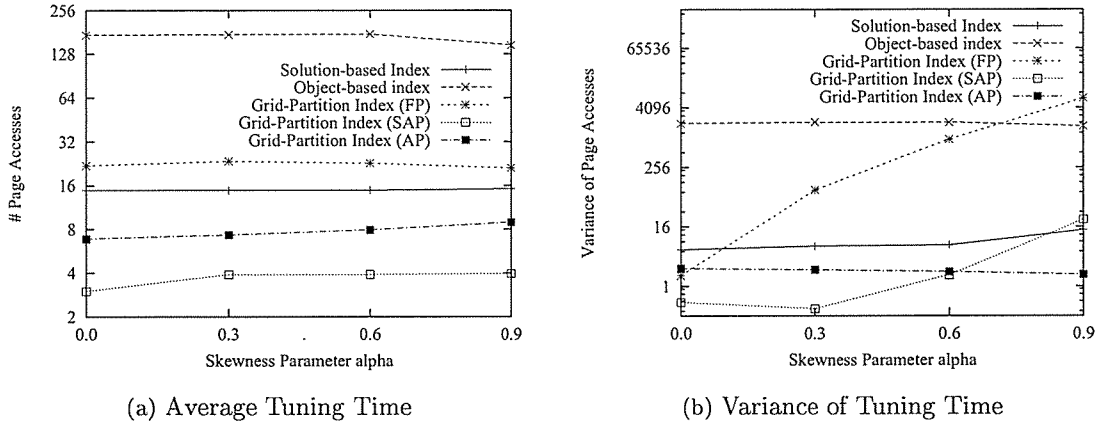 256
128
64
32
16
8
4
2
# Page Accesses
Solution-based Index
Object-based index
Grid-Partition Index (FP)
Grid-Partition Index (SAP)
Grid-Partition Index (AP)
0.0 0.3 0.6 0.9
Skewness Parameter alpha
(a) Average Tuning Time
65536
4096
256
16
1
Variance of Page Accesses
Solution-based Index
Object-based index
Grid-Partition Index (FP)
Grid-Partition Index (SAP)
Grid-Partition Index (AP)
0.0 0.3 0.6 0.9
Skewness Parameter alpha
(b) Variance of Tuning Time